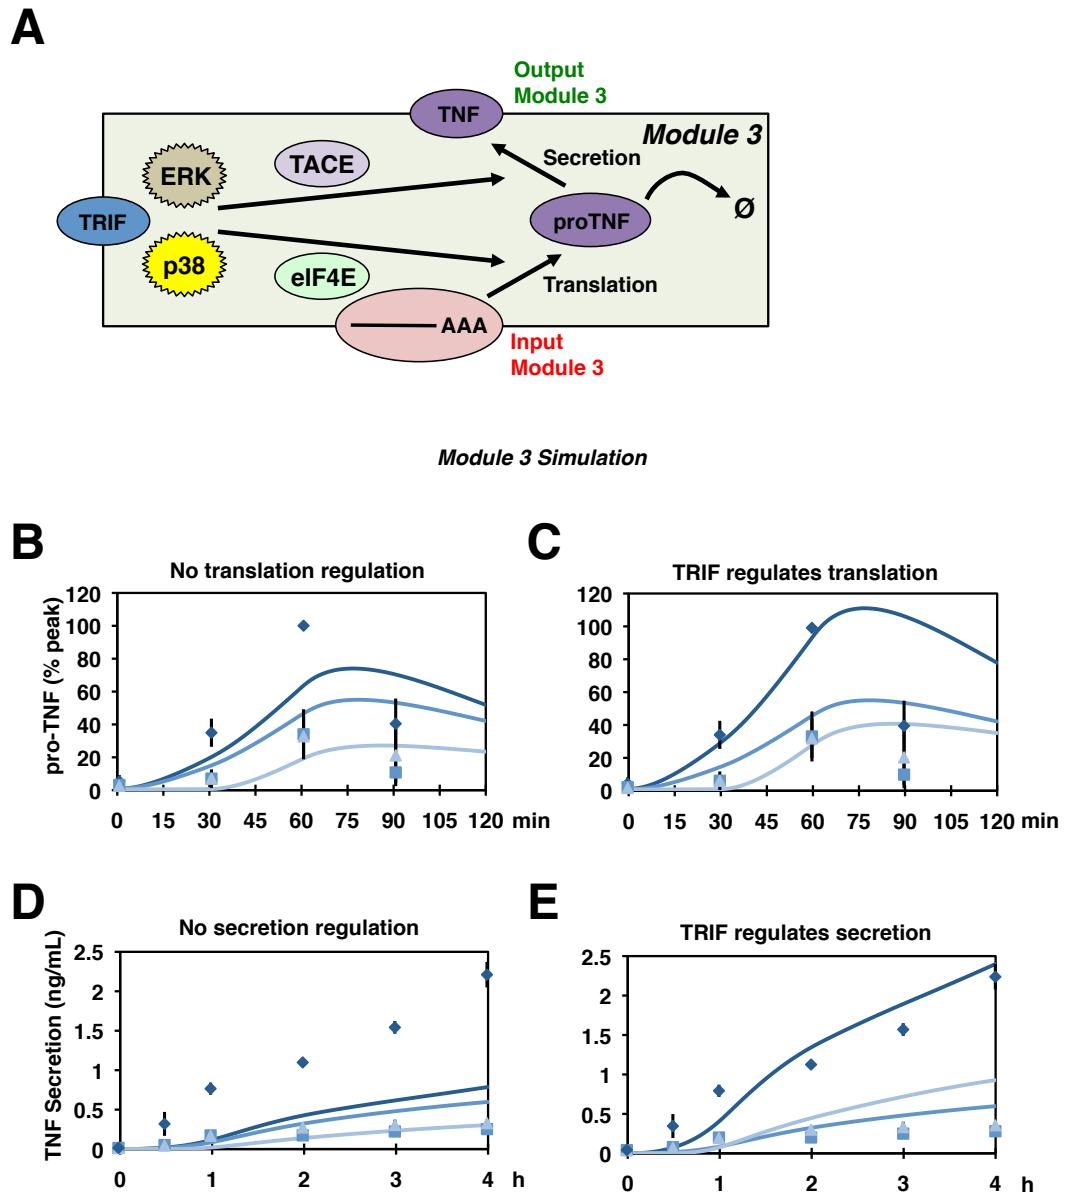 A
Output
Module 3
TNF
Module 3
Secretion
TACE
ERK
TRIF
proTNF
Ø
p38
eIF4E
Translation
AAA
Input
Module 3
Module 3 Simulation
B
No translation regulation
pro-TNF (% peak)
120
100
80
60
40
20
0
0 15 30 45 60 75 90 105 120 min
C
TRIF regulates translation
120
100
80
60
40
20
0
0 15 30 45 60 75 90 105 120 min
D
No secretion regulation
TNF Secretion (ng/mL)
2.5
2
1.5
1
0.5
0
0 1 2 3 4 h
E
TRIF regulates secretion
2.5
2
1.5
1
0.5
0
0 1 2 3 4 h